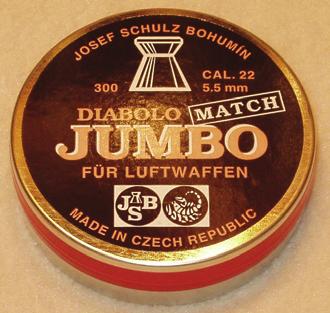 JOSEF SCHULZ BOHUMÍN
300
CAL. 22
5.5 mm
DIABOLO MATCH
JUMBO
FÜR LUFTWAFFEN
JSB
MADE IN CZECH REPUBLIC